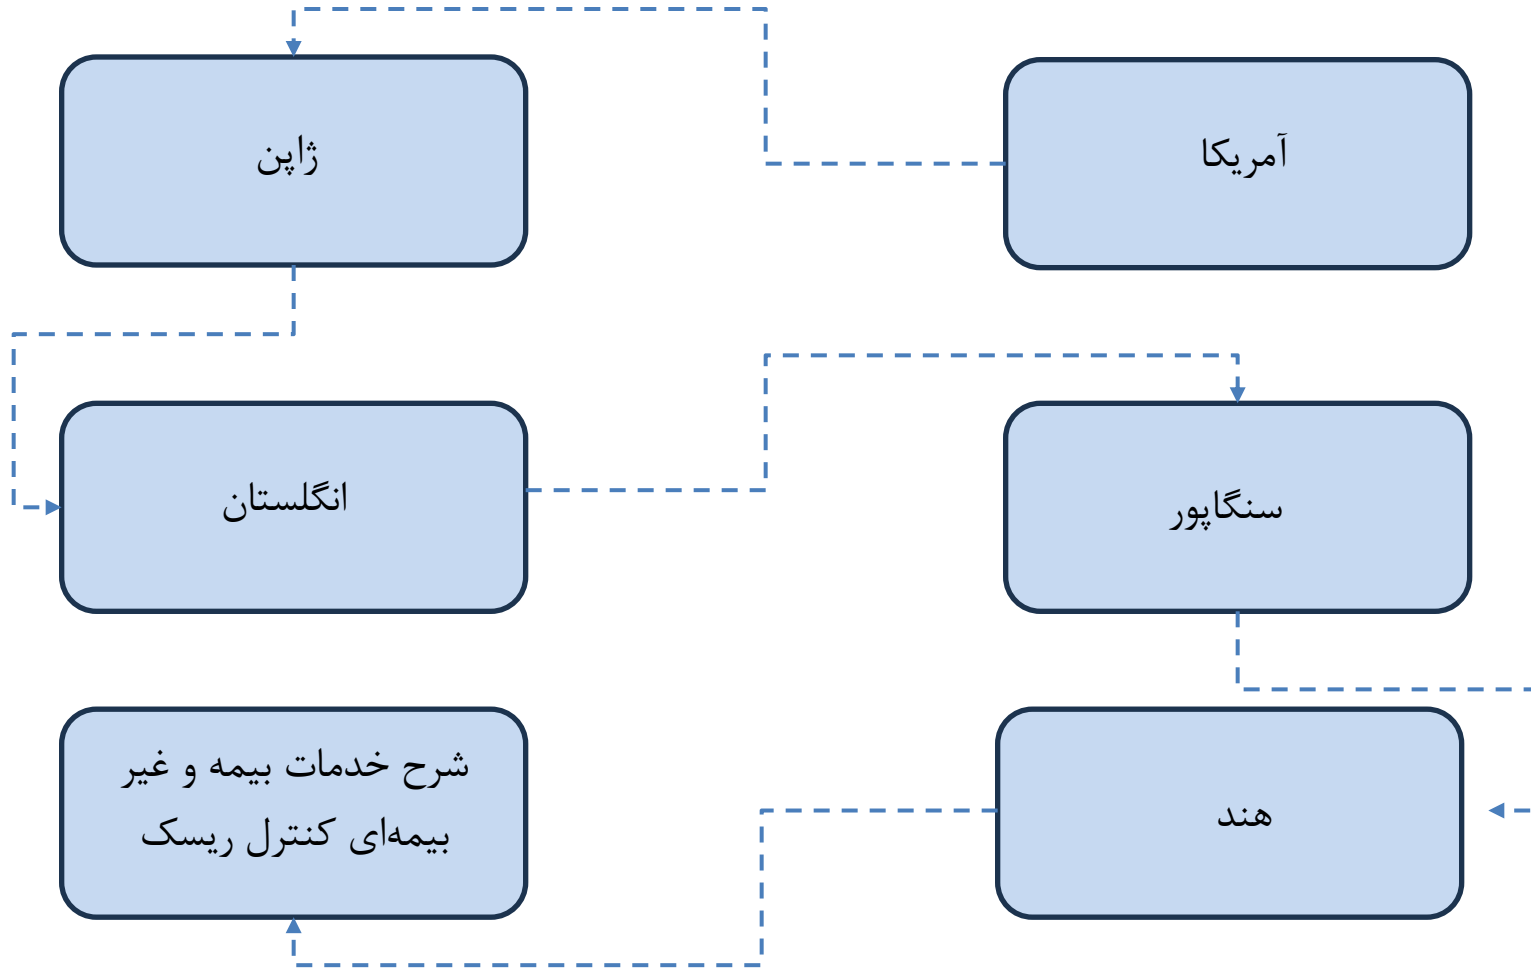 آمریکا
ژاپن
انگلستان
سنگاپور
هند
شرح خدمات بیمه و غیر
بیمه‌ای کنترل ریسک